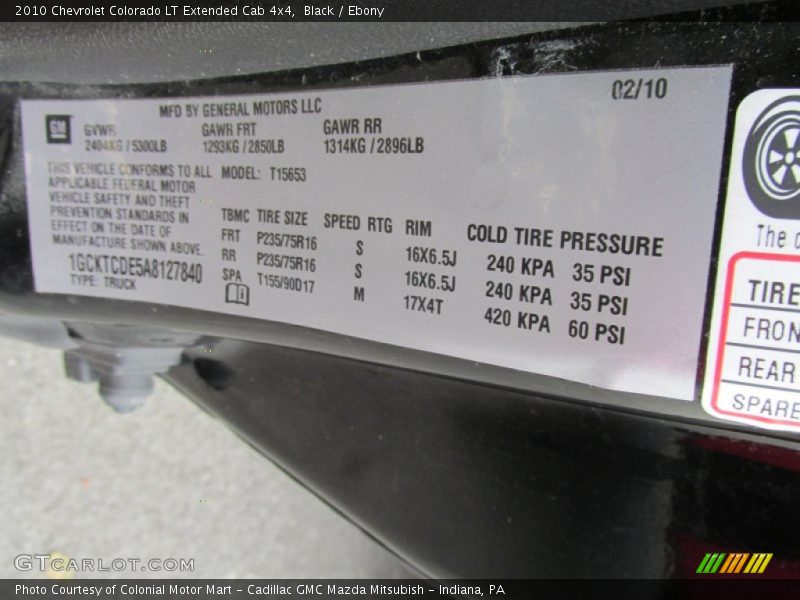 2010 Chevrolet Colorado LT Extended Cab 4x4, Black / Ebony
MFD BY GENERAL MOTORS LLC
02/10
GM
GVWR GAWR FRT GAWR RR
2404KG / 5300LB 1293KG / 2850LB 1314KG / 2896LB
THIS VEHICLE CONFORMS TO ALL
APPLICABLE FEDERAL MOTOR
VEHICLE SAFETY AND THEFT
PREVENTION STANDARDS IN
EFFECT ON THE DATE OF
MANUFACTURE SHOWN ABOVE.
1GCKTCDE5A8127840
TYPE: TRUCK
MODEL: T15653
TBMC TIRE SIZE SPEED RTG RIM COLD TIRE PRESSURE
FRT P235/75R16 S 16X6.5J 240 KPA 35 PSI
RR P235/75R16 S 16X6.5J 240 KPA 35 PSI
SPA T155/90D17 M 17X4T 420 KPA 60 PSI
The
TIRE
FRON
REAR
SPARE
GTCARLOT.COM
Photo Courtesy of Colonial Motor Mart - Cadillac GMC Mazda Mitsubish - Indiana, PA